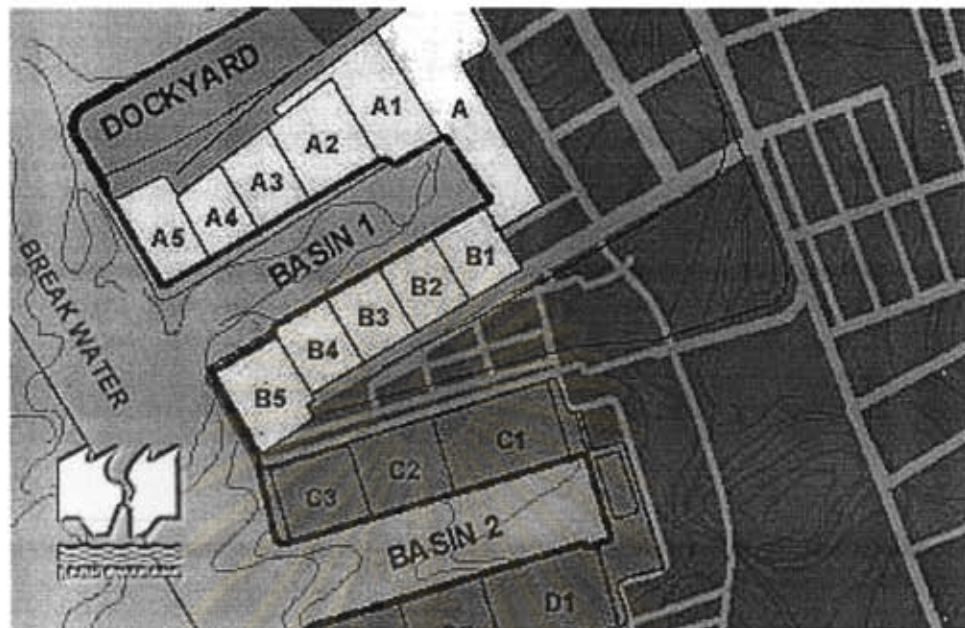 DOCKYARD
A1
A
A2
A3
A4
A5
BASIN 1
B1
B2
B3
B4
B5
BREAK WATER
C1
C2
C3
BASIN 2
D1